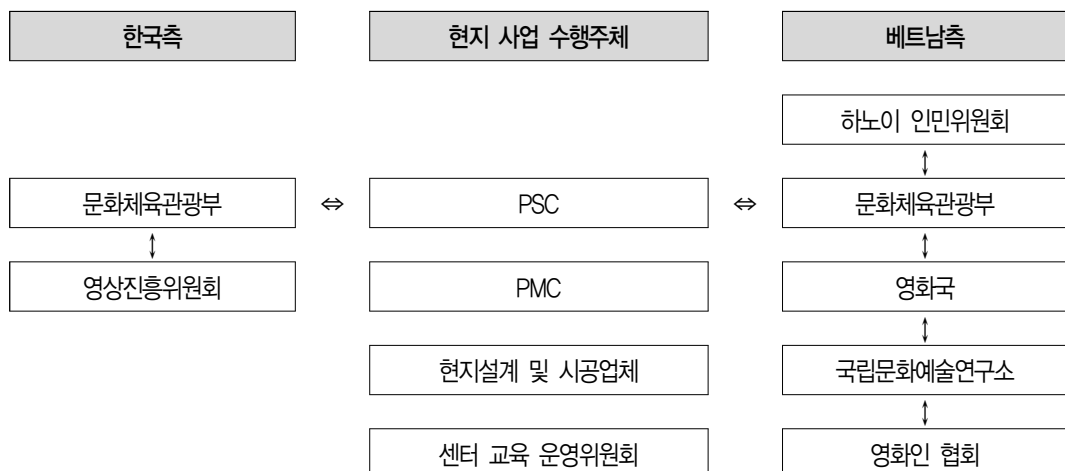 한국측
현지 사업 수행주체
베트남측
하노이 인민위원회
문화체육관광부 ⇔ PSC ⇔ 문화체육관광부
영상진흥위원회
PMC
영화국
현지설계 및 시공업체
국립문화예술연구소
센터 교육 운영위원회
영화인 협회